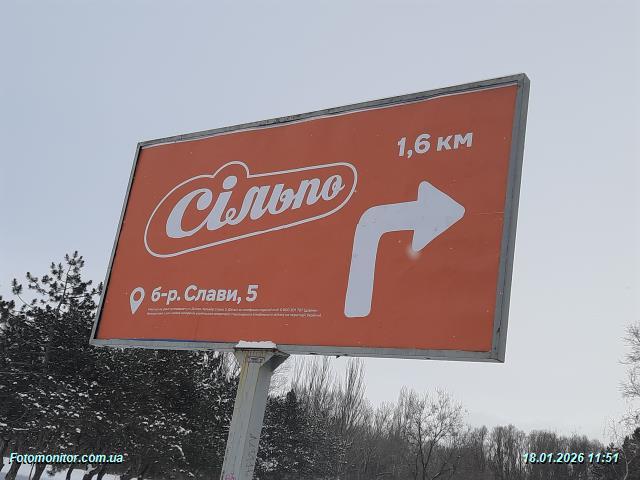 1,6 км
Сільпо
б-р. Слави, 5
Fotomonitor.com.ua
18.01.2026 11:51